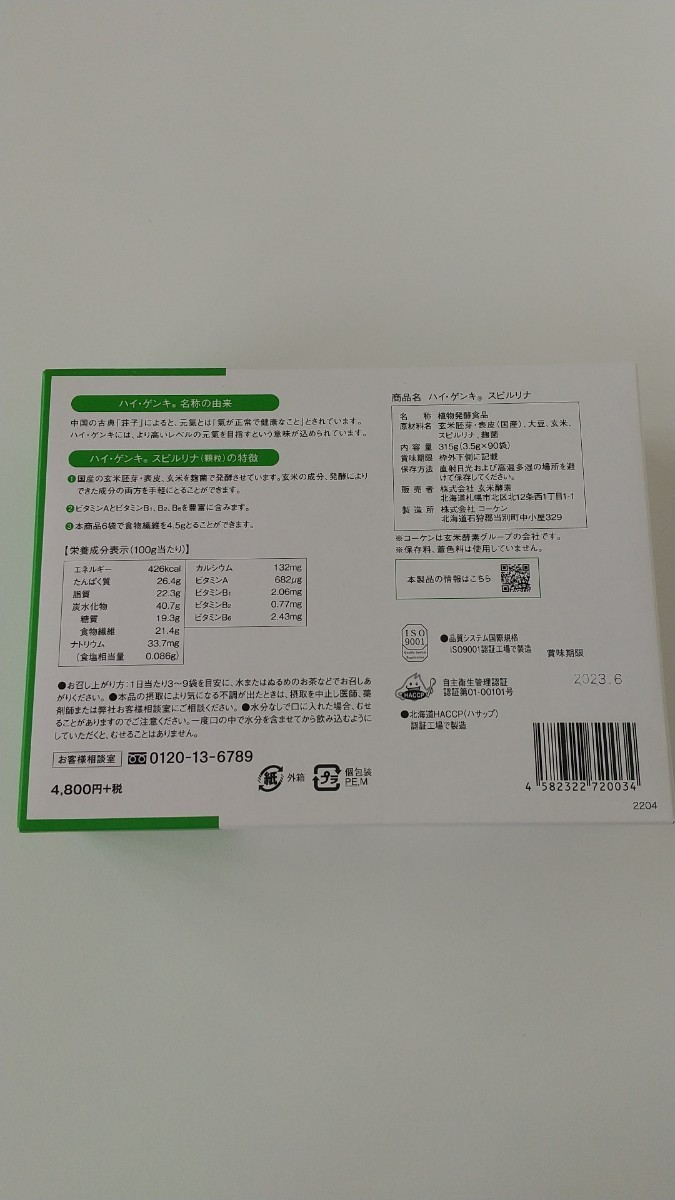 ハイ・ゲンキ® 名称の由来
中国の古典「荘子」によると、元気とは「氣が正常で健康なこと」とされています。
ハイ・ゲンキには、より高いレベルの元氣を目指すという意味が込められています。
ハイ・ゲンキ® スピルリナ(顆粒)の特徴
❶国産の玄米胚芽・表皮、玄米を麹菌で発酵させています。玄米の成分、発酵により
できた成分の両方を手軽にとることができます。
❷ビタミンAとビタミンB₁、B₂、B₆を豊富に含みます。
❸本商品6袋で食物繊維を4.5gとることができます。
【栄養成分表示(100g当たり)】
エネルギー 426kcal
たんぱく質 26.4g
脂質 22.3g
炭水化物 40.7g
糖質 19.3g
食物繊維 21.4g
ナトリウム 33.7mg
(食塩相当量 0.086g)
カルシウム 132mg
ビタミンA 682μg
ビタミンB₁ 2.06mg
ビタミンB₂ 0.77mg
ビタミンB₆ 2.43mg
●お召し上がり方:1日当たり3~9袋を目安に、水またはぬるめのお茶などでお召しあ
がりください。●本品の摂取により気になる不調が出たときは、摂取を中止し医師、薬
剤師または弊社お客様相談室にご相談ください。●水分なしで口に入れた場合、むせ
ることがありますのでご注意ください。一度口の中で水分を含ませてから飲み込むように
していただくと、むせることはありません。
お客様相談室 0120-13-6789
4,800円+税
紙 外箱 プラ 個包装
PE,M
商品名 ハイ・ゲンキ® スピルリナ
名称 植物発酵食品
原材料名 玄米胚芽・表皮(国産)、大豆、玄米、
スピルリナ、麹菌
内容量 315g(3.5g×90袋)
賞味期限 枠外下側に記載
保存方法 直射日光および高温多湿の場所を避
けて保存してください。
販売者 株式会社 玄米酵素
北海道札幌市北区北12条西1丁目1-1
製造所 株式会社 コーケン
北海道石狩郡当別町中小屋329
※コーケンは玄米酵素グループの会社です。
※保存料、着色料は使用していません。
本製品の情報はこちら
ISO
9001
●品質システム国際規格
ISO9001認証工場で製造
賞味期限
2023.6
HACCP
自主衛生管理認証
認証第01-00101号
●北海道HACCP(ハサップ)
認証工場で製造
4 582322 720034
2204